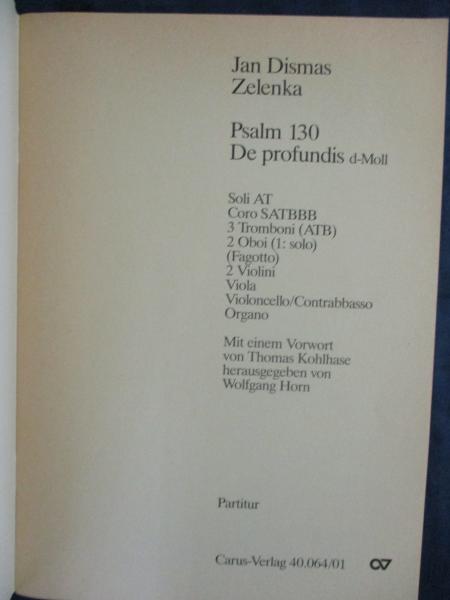 Jan Dismas
Zelenka
Psalm 130
De profundis d-Moll
Soli AT
Coro SATBBB
3 Tromboni (ATB)
2 Oboi (1: solo)
(Fagotto)
2 Violini
Viola
Violoncello/Contrabbasso
Organo
Mit einem Vorwort
von Thomas Kohlhase
herausgegeben von
Wolfgang Horn
Partitur
Carus-Verlag 40.064/01